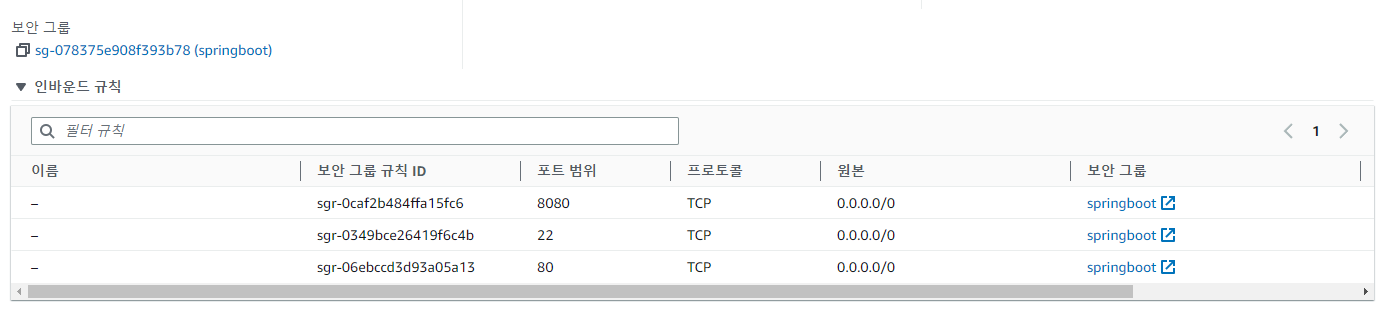 보안 그룹
sg-078375e908f393b78 (springboot)
인바운드 규칙
필터 규칙
1
이름 보안 그룹 규칙 ID 포트 범위 프로토콜 원본 보안 그룹
– sgr-0caf2b484ffa15fc6 8080 TCP 0.0.0.0/0 springboot
– sgr-0349bce26419f6c4b 22 TCP 0.0.0.0/0 springboot
– sgr-06ebccd3d93a05a13 80 TCP 0.0.0.0/0 springboot